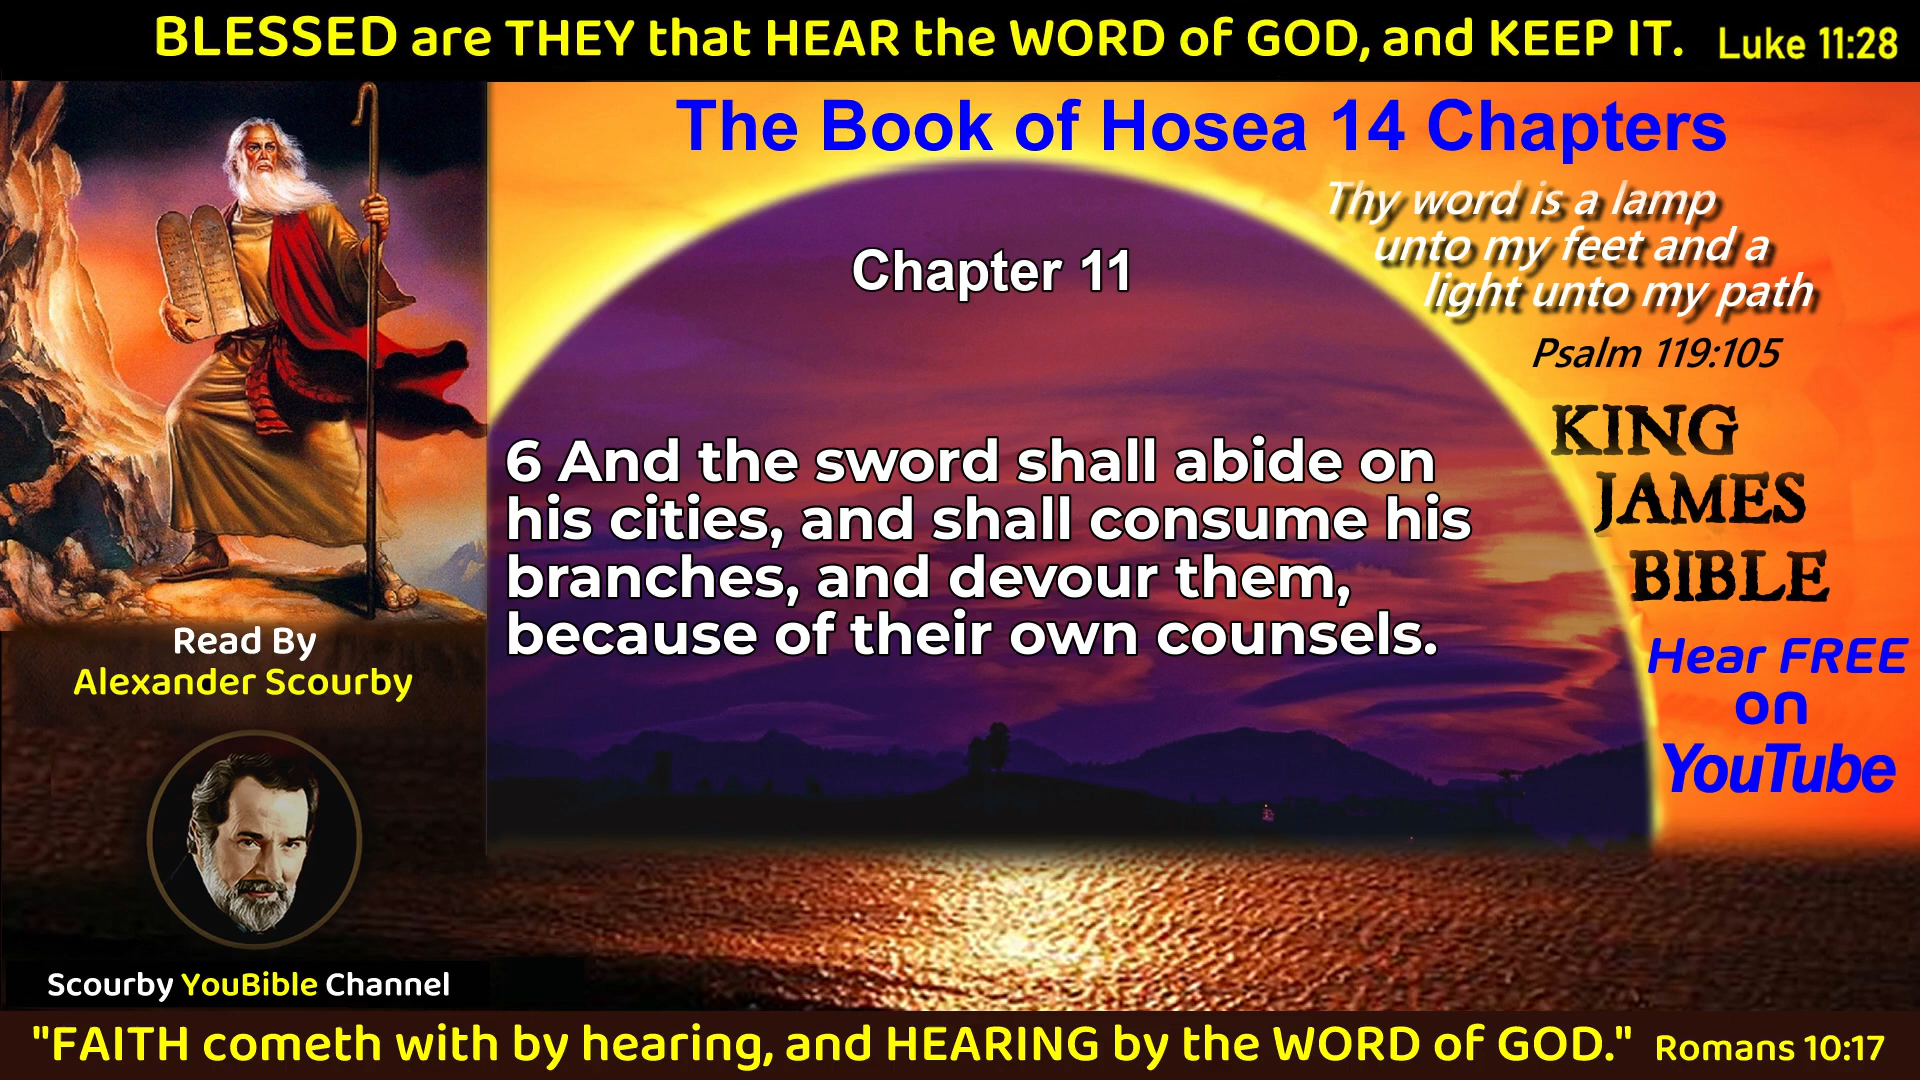 BLESSED are THEY that HEAR the WORD of GOD, and KEEP IT. Luke 11:28
The Book of Hosea 14 Chapters
Thy word is a lamp
unto my feet and a
light unto my path
Psalm 119:105
Chapter 11
6 And the sword shall abide on
his cities, and shall consume his
branches, and devour them,
because of their own counsels.
KING
JAMES
BIBLE
Hear FREE
on
YouTube
Read By
Alexander Scourby
Scourby YouBible Channel
"FAITH cometh with by hearing, and HEARING by the WORD of GOD." Romans 10:17